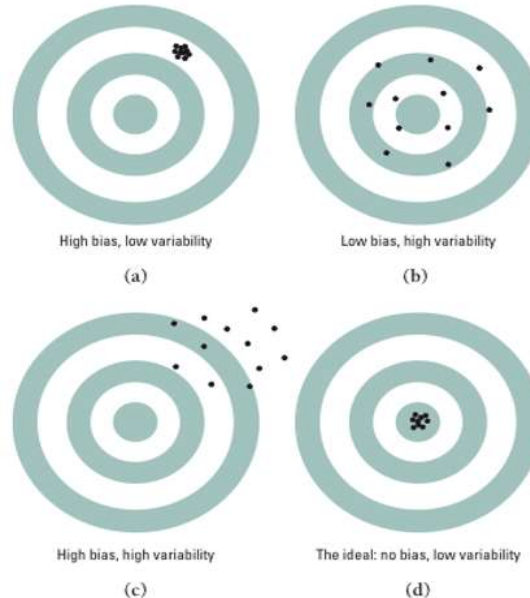 High bias, low variability
(a)
Low bias, high variability
(b)
High bias, high variability
(c)
The ideal: no bias, low variability
(d)